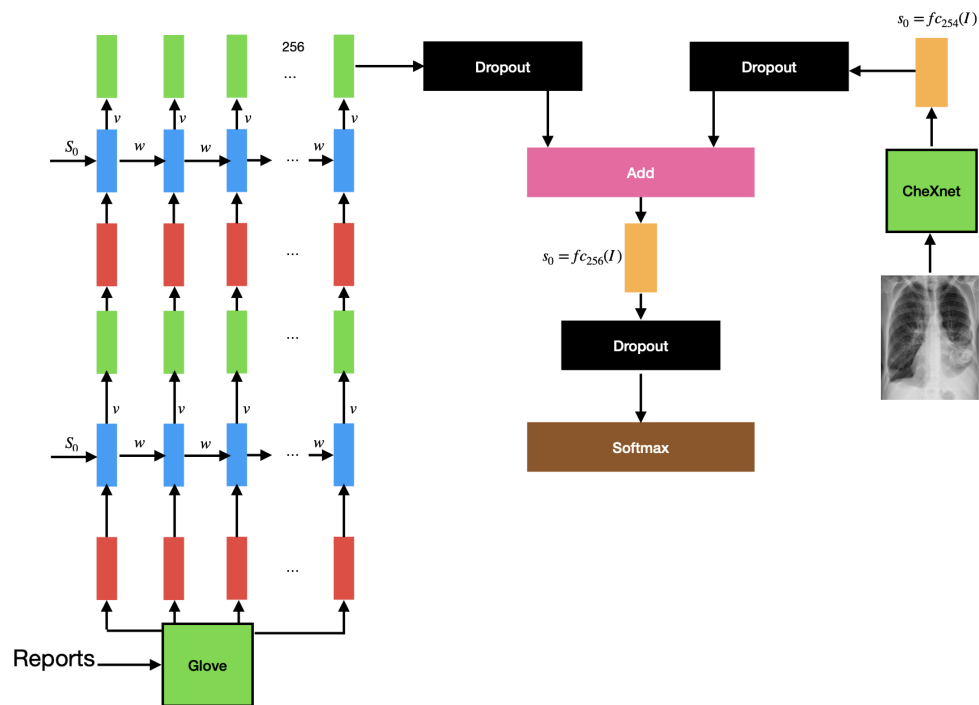 s₀ = fc₂₅₄(I)
256
...
Dropout
Dropout
v
v
v
v
S₀
w
w
...
w
Add
CheXnet
...
s₀ = fc₂₅₆(I)
...
Dropout
v
v
v
v
S₀
w
w
...
w
Softmax
...
Reports
Glove